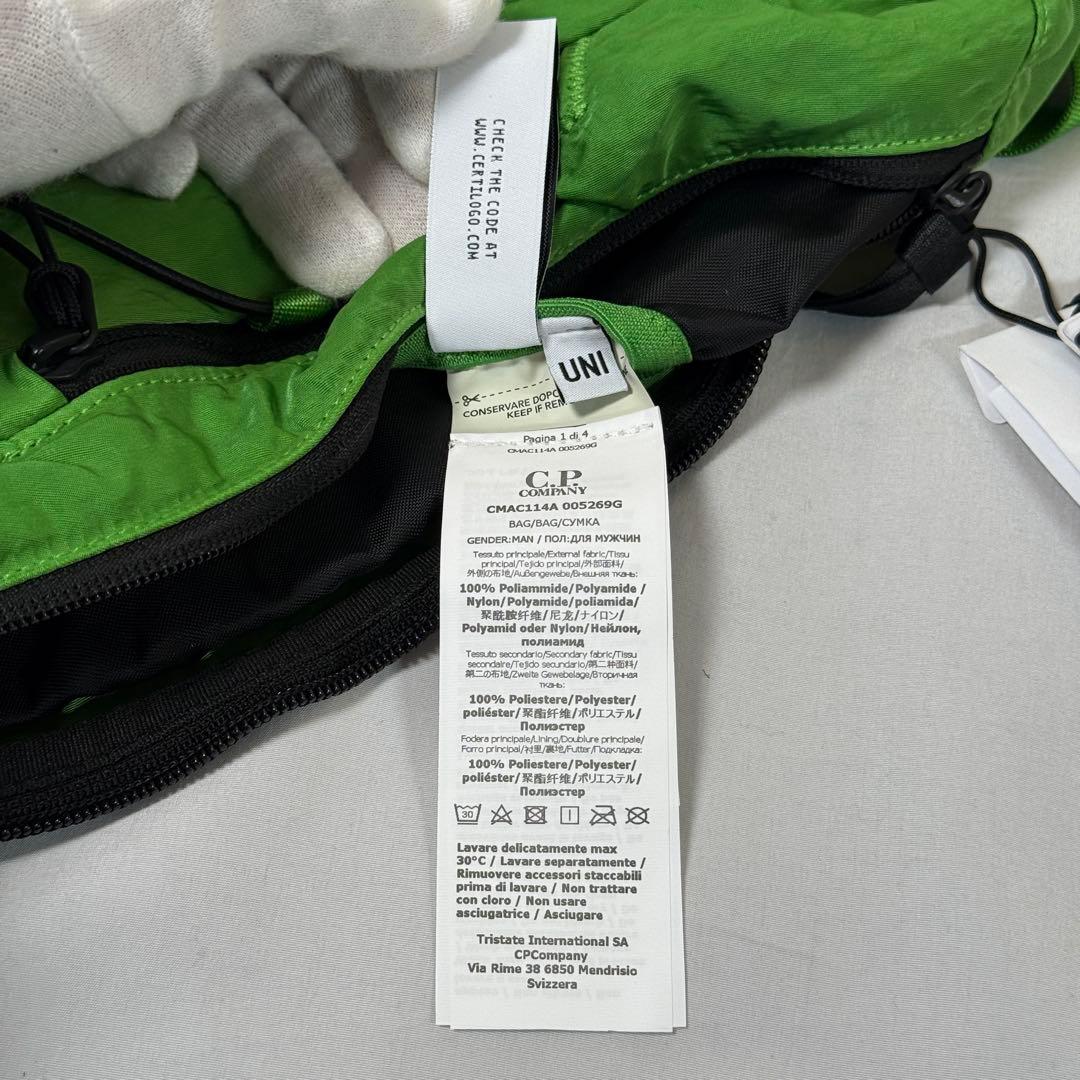 CHECK THE CODE AT
WWW.CERTILOGO.COM
UNI
CONSERVARE DOPO
KEEP IF REM
Pagina 1 di 4
CMAC114A 005269G
C.P.
COMPANY
CMAC114A 005269G
BAG/BAG/СУМКА
GENDER:MAN / ПОЛ:ДЛЯ МУЖЧИН
Tessuto principale/External fabric/Tissu
principal/Tejido principal/外部面料/
外側の布地/Außengewebe/Внешняя ткань:
100% Poliammide/Polyamide /
Nylon/Polyamide/poliamida/
聚酰胺纤维/尼龙/ナイロン/
Polyamid oder Nylon/Нейлон,
полиамид
Tessuto secondario/Secondary fabric/Tissu
secondaire/Tejido secundario/第二种面料/
第二の布地/Zweite Gewebelage/Вторичная
ткань:
100% Poliestere/Polyester/
poliéster/聚酯纤维/ポリエステル/
Полиэстер
Fodera principale/Lining/Doublure principale/
Forro principal/衬里/裏地/Futter/Подкладка:
100% Poliestere/Polyester/
poliéster/聚酯纤维/ポリエステル/
Полиэстер
30
Lavare delicatamente max
30°C / Lavare separatamente /
Rimuovere accessori staccabili
prima di lavare / Non trattare
con cloro / Non usare
asciugatrice / Asciugare
Tristate International SA
CPCompany
Via Rime 38 6850 Mendrisio
Svizzera